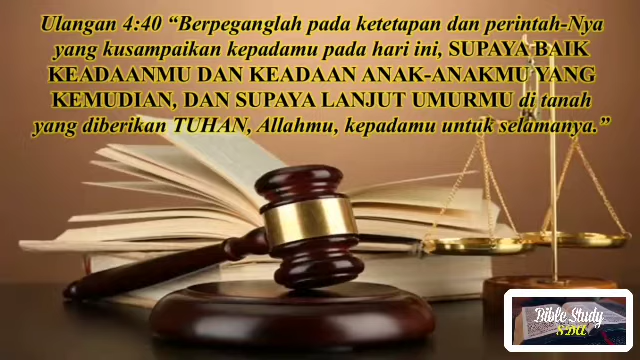 Ulangan 4:40 “Berpeganglah pada ketetapan dan perintah-Nya
yang kusampaikan kepadamu pada hari ini, SUPAYA BAIK
KEADAANMU DAN KEADAAN ANAK-ANAKMU YANG
KEMUDIAN, DAN SUPAYA LANJUT UMURMU di tanah
yang diberikan TUHAN, Allahmu, kepadamu untuk selamanya.”
Bible Study
SDA